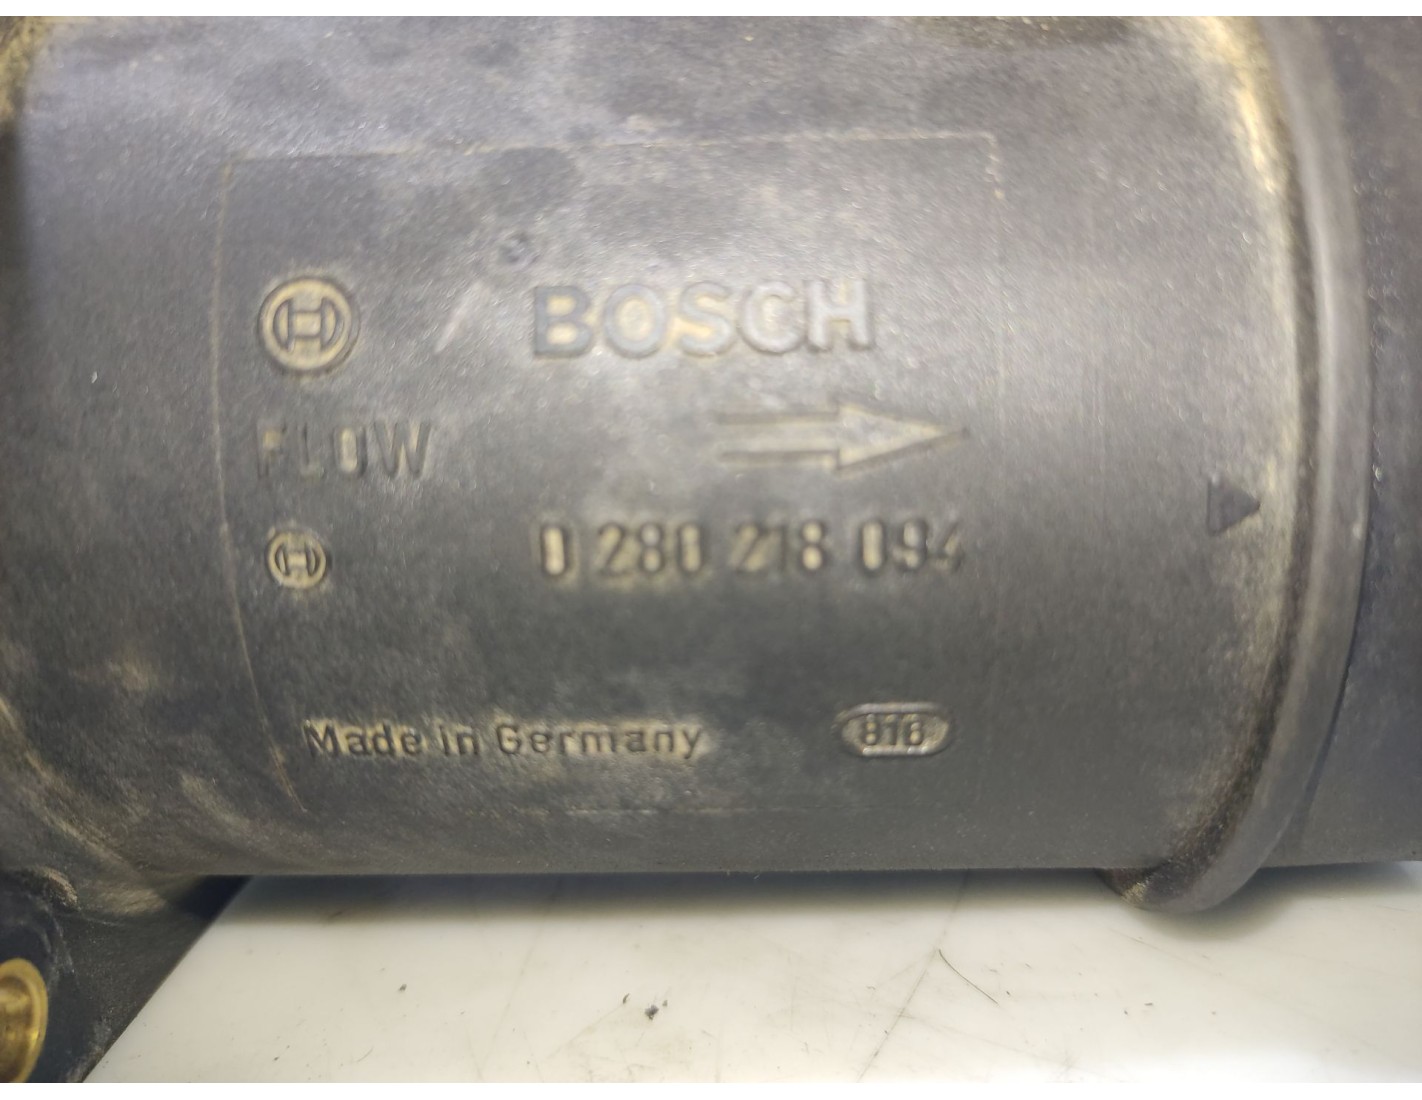 BOSCH
FLOW
0 280 218 094
Made in Germany
816